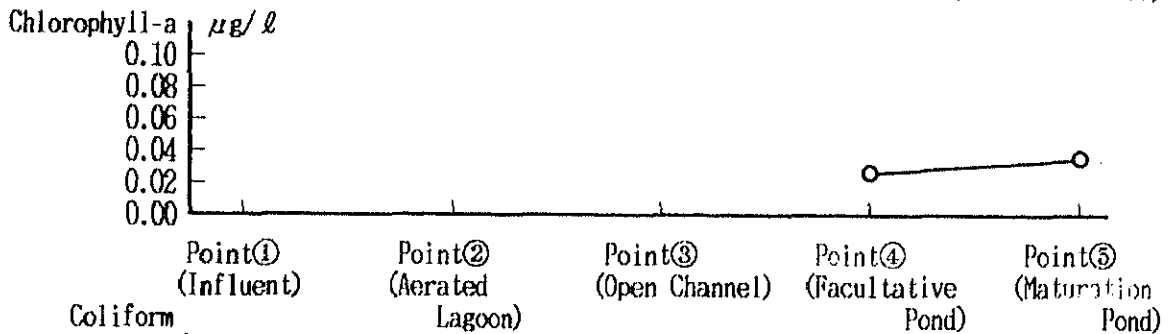 Chlorophyll-a μg/ℓ
0.10
0.08
0.06
0.04
0.02
0.00
Point① Point② Point③ Point④ Point⑤
(Influent) (Aerated (Open Channel) (Facultative (Maturation
Coliform Lagoon) Pond) Pond)